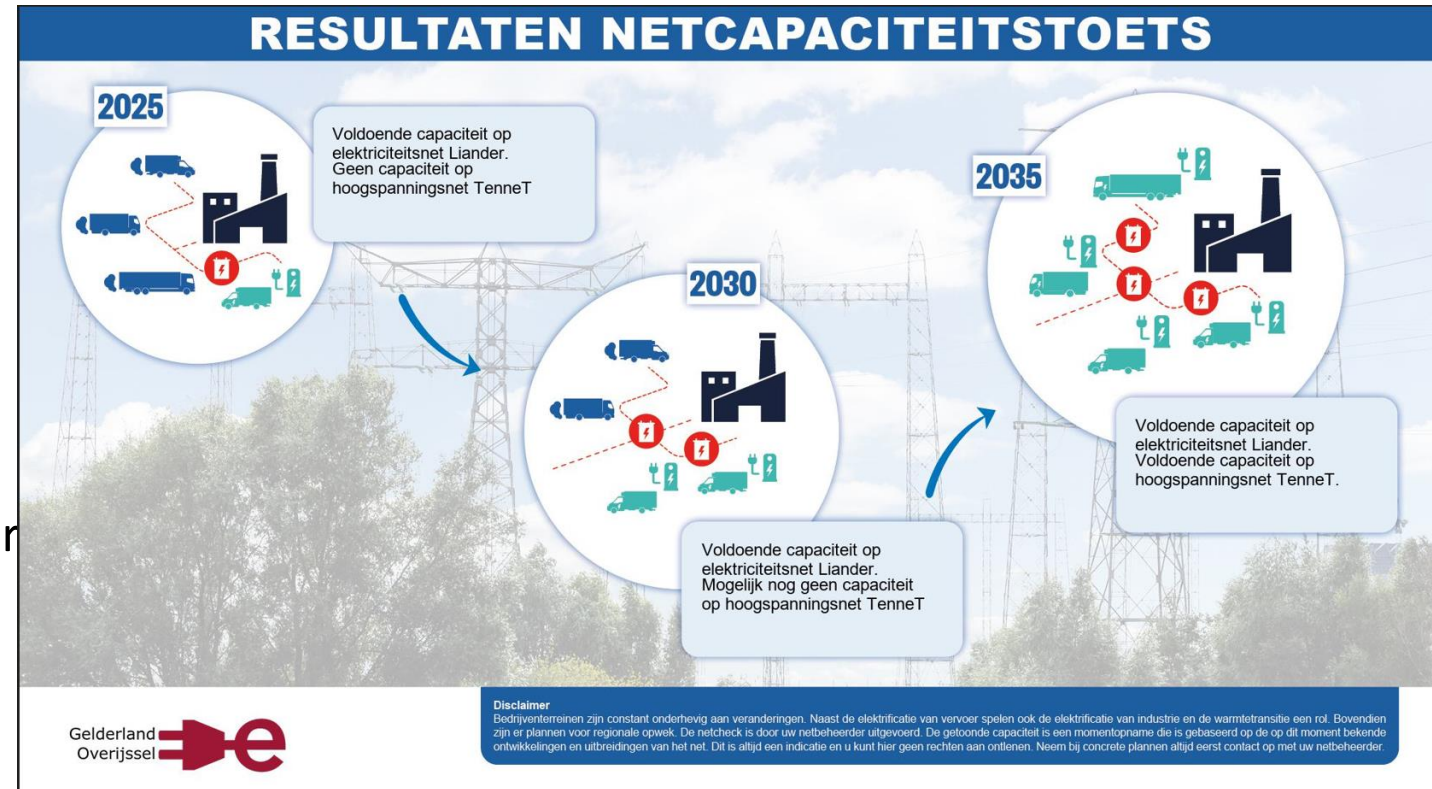 RESULTATEN NETCAPACITEITSTOETS
2025
Voldoende capaciteit op
elektriciteitsnet Liander.
Geen capaciteit op
hoogspanningsnet TenneT
2030
Voldoende capaciteit op
elektriciteitsnet Liander.
Mogelijk nog geen capaciteit
op hoogspanningsnet TenneT
2035
Voldoende capaciteit op
elektriciteitsnet Liander.
Voldoende capaciteit op
hoogspanningsnet TenneT.
r
Gelderland
Overijssel
e
Disclaimer
Bedrijventerreinen zijn constant onderhevig aan veranderingen. Naast de elektrificatie van vervoer spelen ook de elektrificatie van industrie en de warmtetransitie een rol. Bovendien
zijn er plannen voor regionale opwek. De netcheck is door uw netbeheerder uitgevoerd. De getoonde capaciteit is een momentopname die is gebaseerd op de op dit moment bekende
ontwikkelingen en uitbreidingen van het net. Dit is altijd een indicatie en u kunt hier geen rechten aan ontlenen. Neem bij concrete plannen altijd eerst contact op met uw netbeheerder.